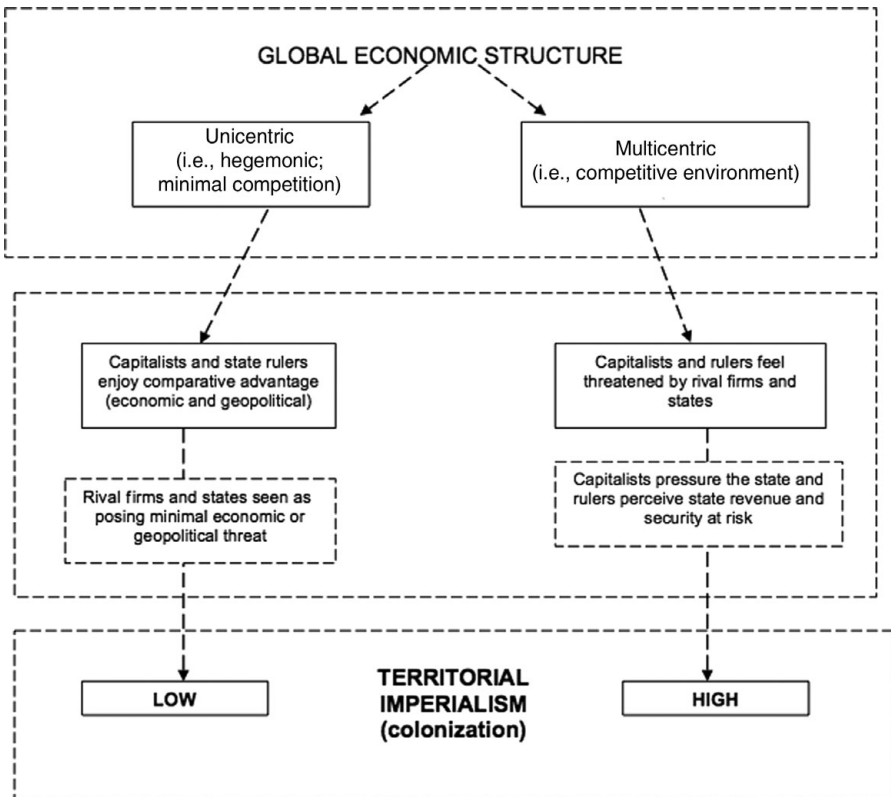 GLOBAL ECONOMIC STRUCTURE
Unicentric
(i.e., hegemonic;
minimal competition)
Multicentric
(i.e., competitive environment)
Capitalists and state rulers
enjoy comparative advantage
(economic and geopolitical)
Capitalists and rulers feel
threatened by rival firms and
states
Rival firms and states seen as
posing minimal economic or
geopolitical threat
Capitalists pressure the state and
rulers perceive state revenue and
security at risk
LOW
TERRITORIAL
IMPERIALISM
(colonization)
HIGH